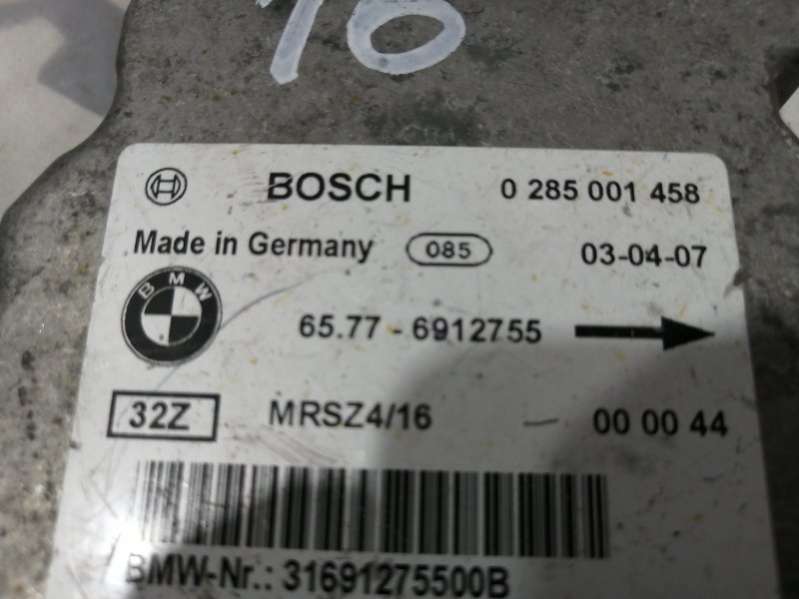 10
BOSCH 0 285 001 458
Made in Germany 085 03-04-07
BMW
65.77 - 6912755
32Z MRSZ4/16 — 00 00 44
BMW-Nr.: 31691275500B